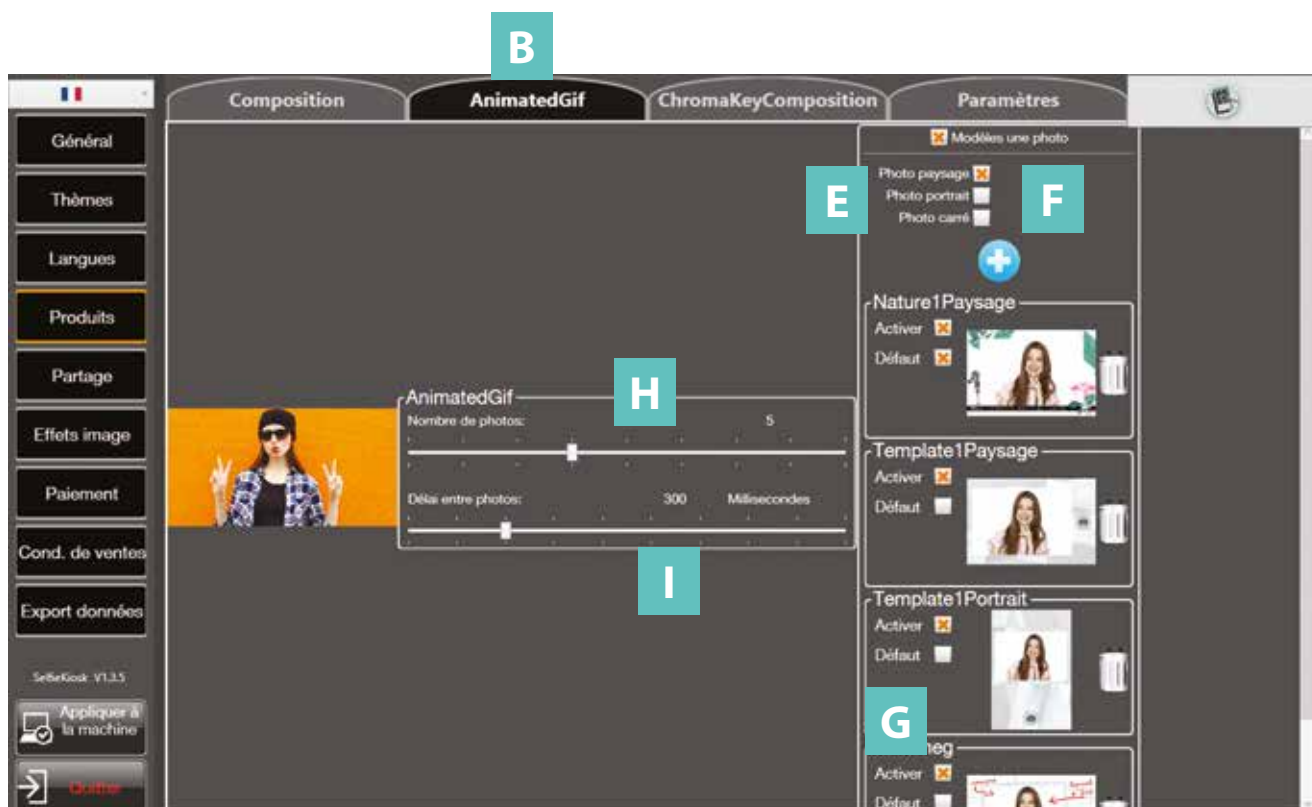 B
Composition
AnimatedGif
ChromaKeyComposition
Paramètres
Général
Thèmes
Langues
Produits
Partage
Effets image
Paiement
Cond. de ventes
Export données
SelfieKiosk V1.3.5
Appliquer à
la machine
Quitter
Modèles une photo
E
Photo paysage
Photo portrait
Photo carré
F
Nature1Paysage
Activer
Défaut
H
AnimatedGif
Nombre de photos: 5
Délai entre photos: 300 Millisecondes
I
Template1Paysage
Activer
Défaut
Template1Portrait
Activer
Défaut
G
neg
Activer
Défaut